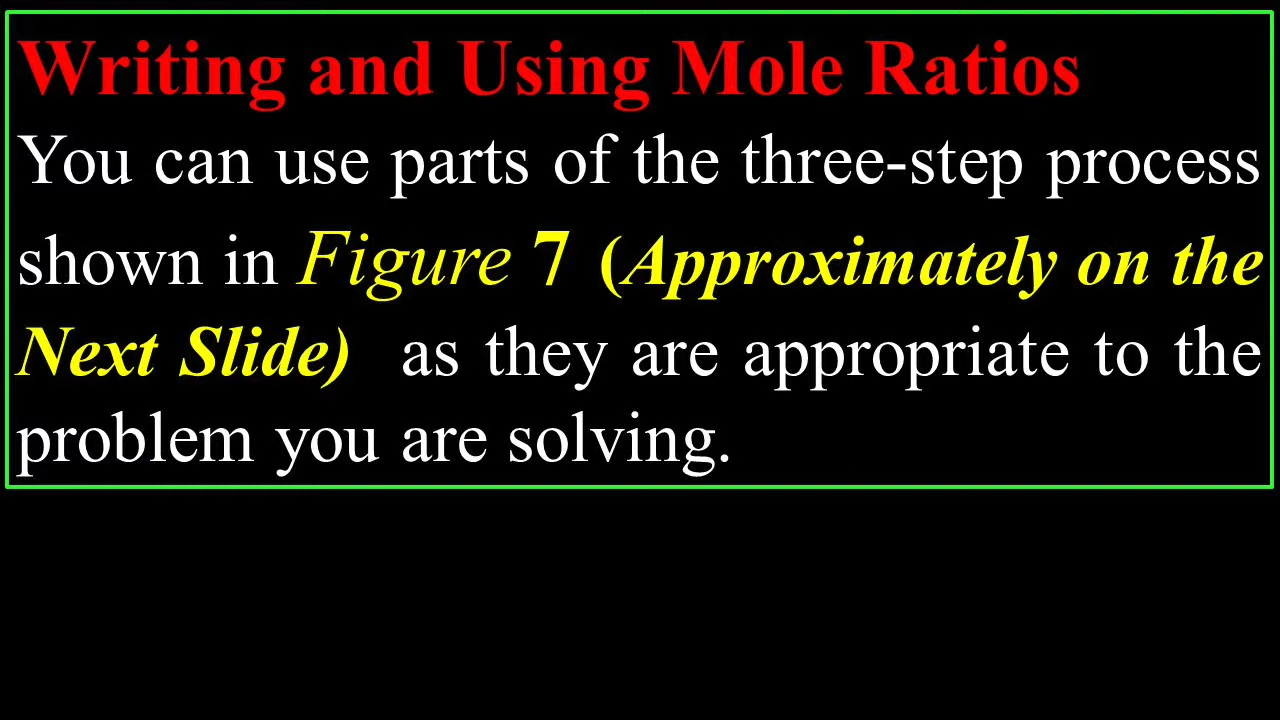 Writing and Using Mole Ratios
You can use parts of the three-step process
shown in Figure 7 (Approximately on the
Next Slide) as they are appropriate to the
problem you are solving.